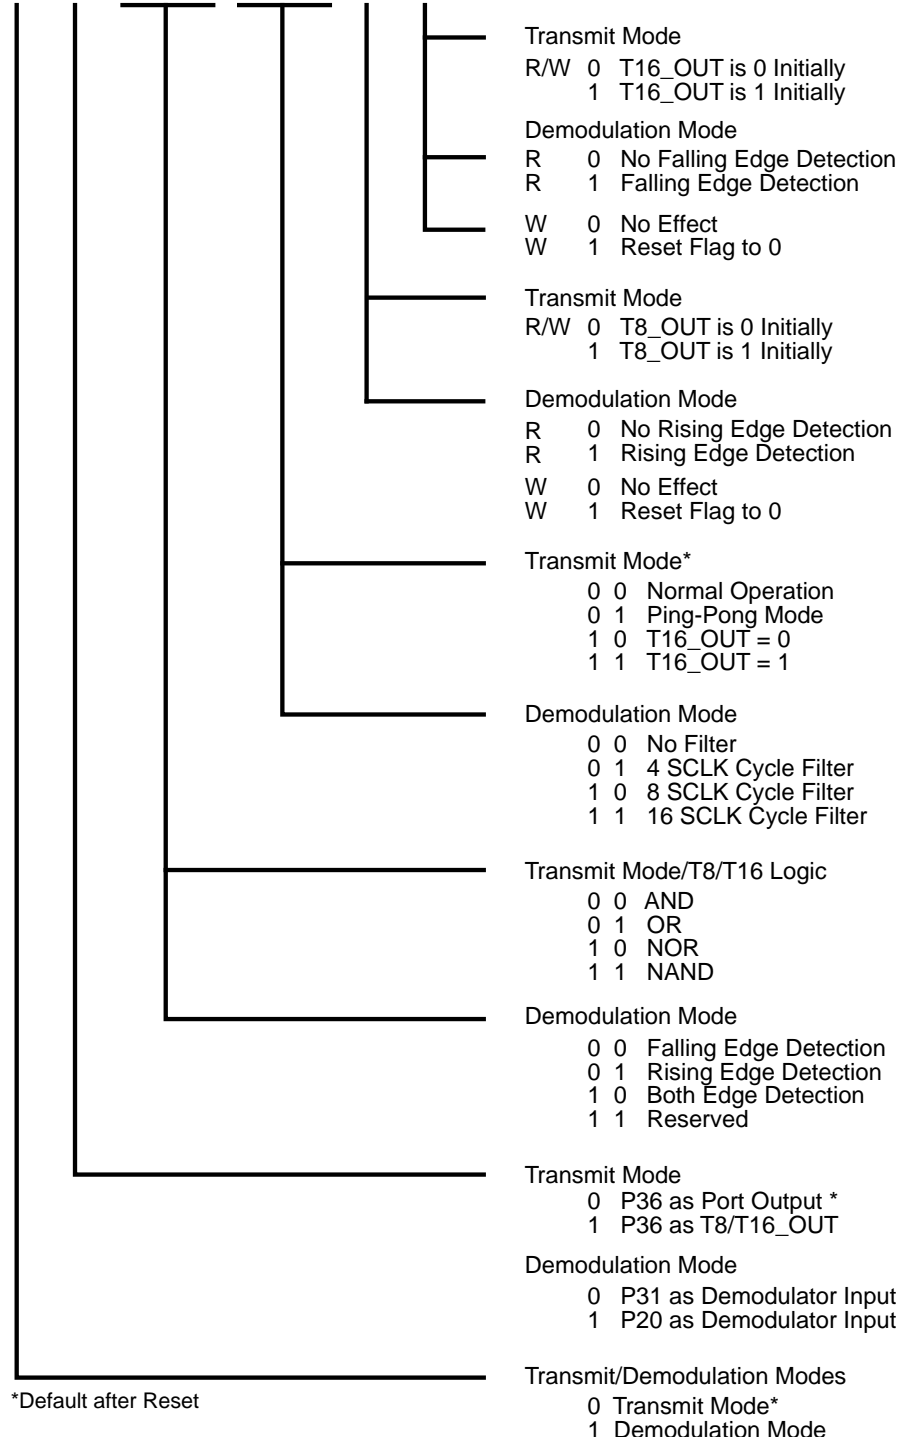 Transmit Mode
R/W 0 T16_OUT is 0 Initially
1 T16_OUT is 1 Initially
Demodulation Mode
R 0 No Falling Edge Detection
R 1 Falling Edge Detection
W 0 No Effect
W 1 Reset Flag to 0
Transmit Mode
R/W 0 T8_OUT is 0 Initially
1 T8_OUT is 1 Initially
Demodulation Mode
R 0 No Rising Edge Detection
R 1 Rising Edge Detection
W 0 No Effect
W 1 Reset Flag to 0
Transmit Mode*
0 0 Normal Operation
0 1 Ping-Pong Mode
1 0 T16_OUT = 0
1 1 T16_OUT = 1
Demodulation Mode
0 0 No Filter
0 1 4 SCLK Cycle Filter
1 0 8 SCLK Cycle Filter
1 1 16 SCLK Cycle Filter
Transmit Mode/T8/T16 Logic
0 0 AND
0 1 OR
1 0 NOR
1 1 NAND
Demodulation Mode
0 0 Falling Edge Detection
0 1 Rising Edge Detection
1 0 Both Edge Detection
1 1 Reserved
Transmit Mode
0 P36 as Port Output *
1 P36 as T8/T16_OUT
Demodulation Mode
0 P31 as Demodulator Input
1 P20 as Demodulator Input
Transmit/Demodulation Modes
0 Transmit Mode*
1 Demodulation Mode
*Default after Reset